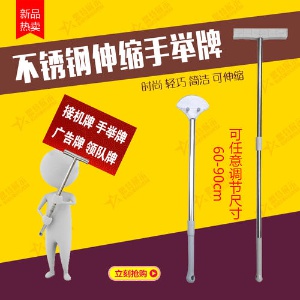 新品
热卖
不锈钢伸缩手举牌
时尚 轻巧 简洁 可伸缩
接机牌 手举牌
广告牌 领队牌
可任意调节尺寸
60-90cm
立刻抢购